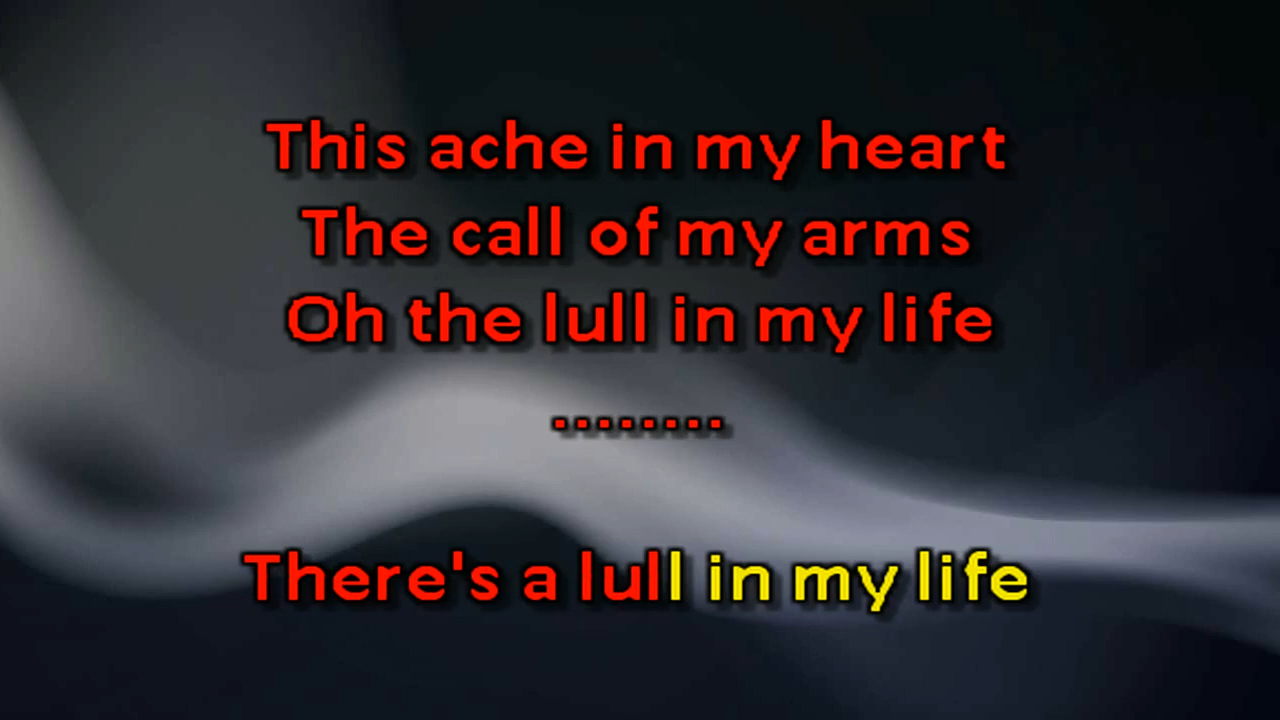 This ache in my heart
The call of my arms
Oh the lull in my life
........
There's a lull in my life